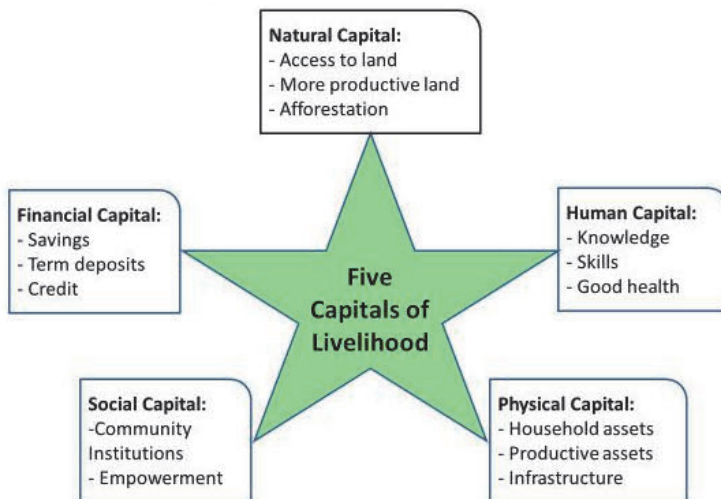 Natural Capital:
- Access to land
- More productive land
- Afforestation
Financial Capital:
- Savings
- Term deposits
- Credit
Human Capital:
- Knowledge
- Skills
- Good health
Five
Capitals of
Livelihood
Social Capital:
-Community
Institutions
- Empowerment
Physical Capital:
- Household assets
- Productive assets
- Infrastructure